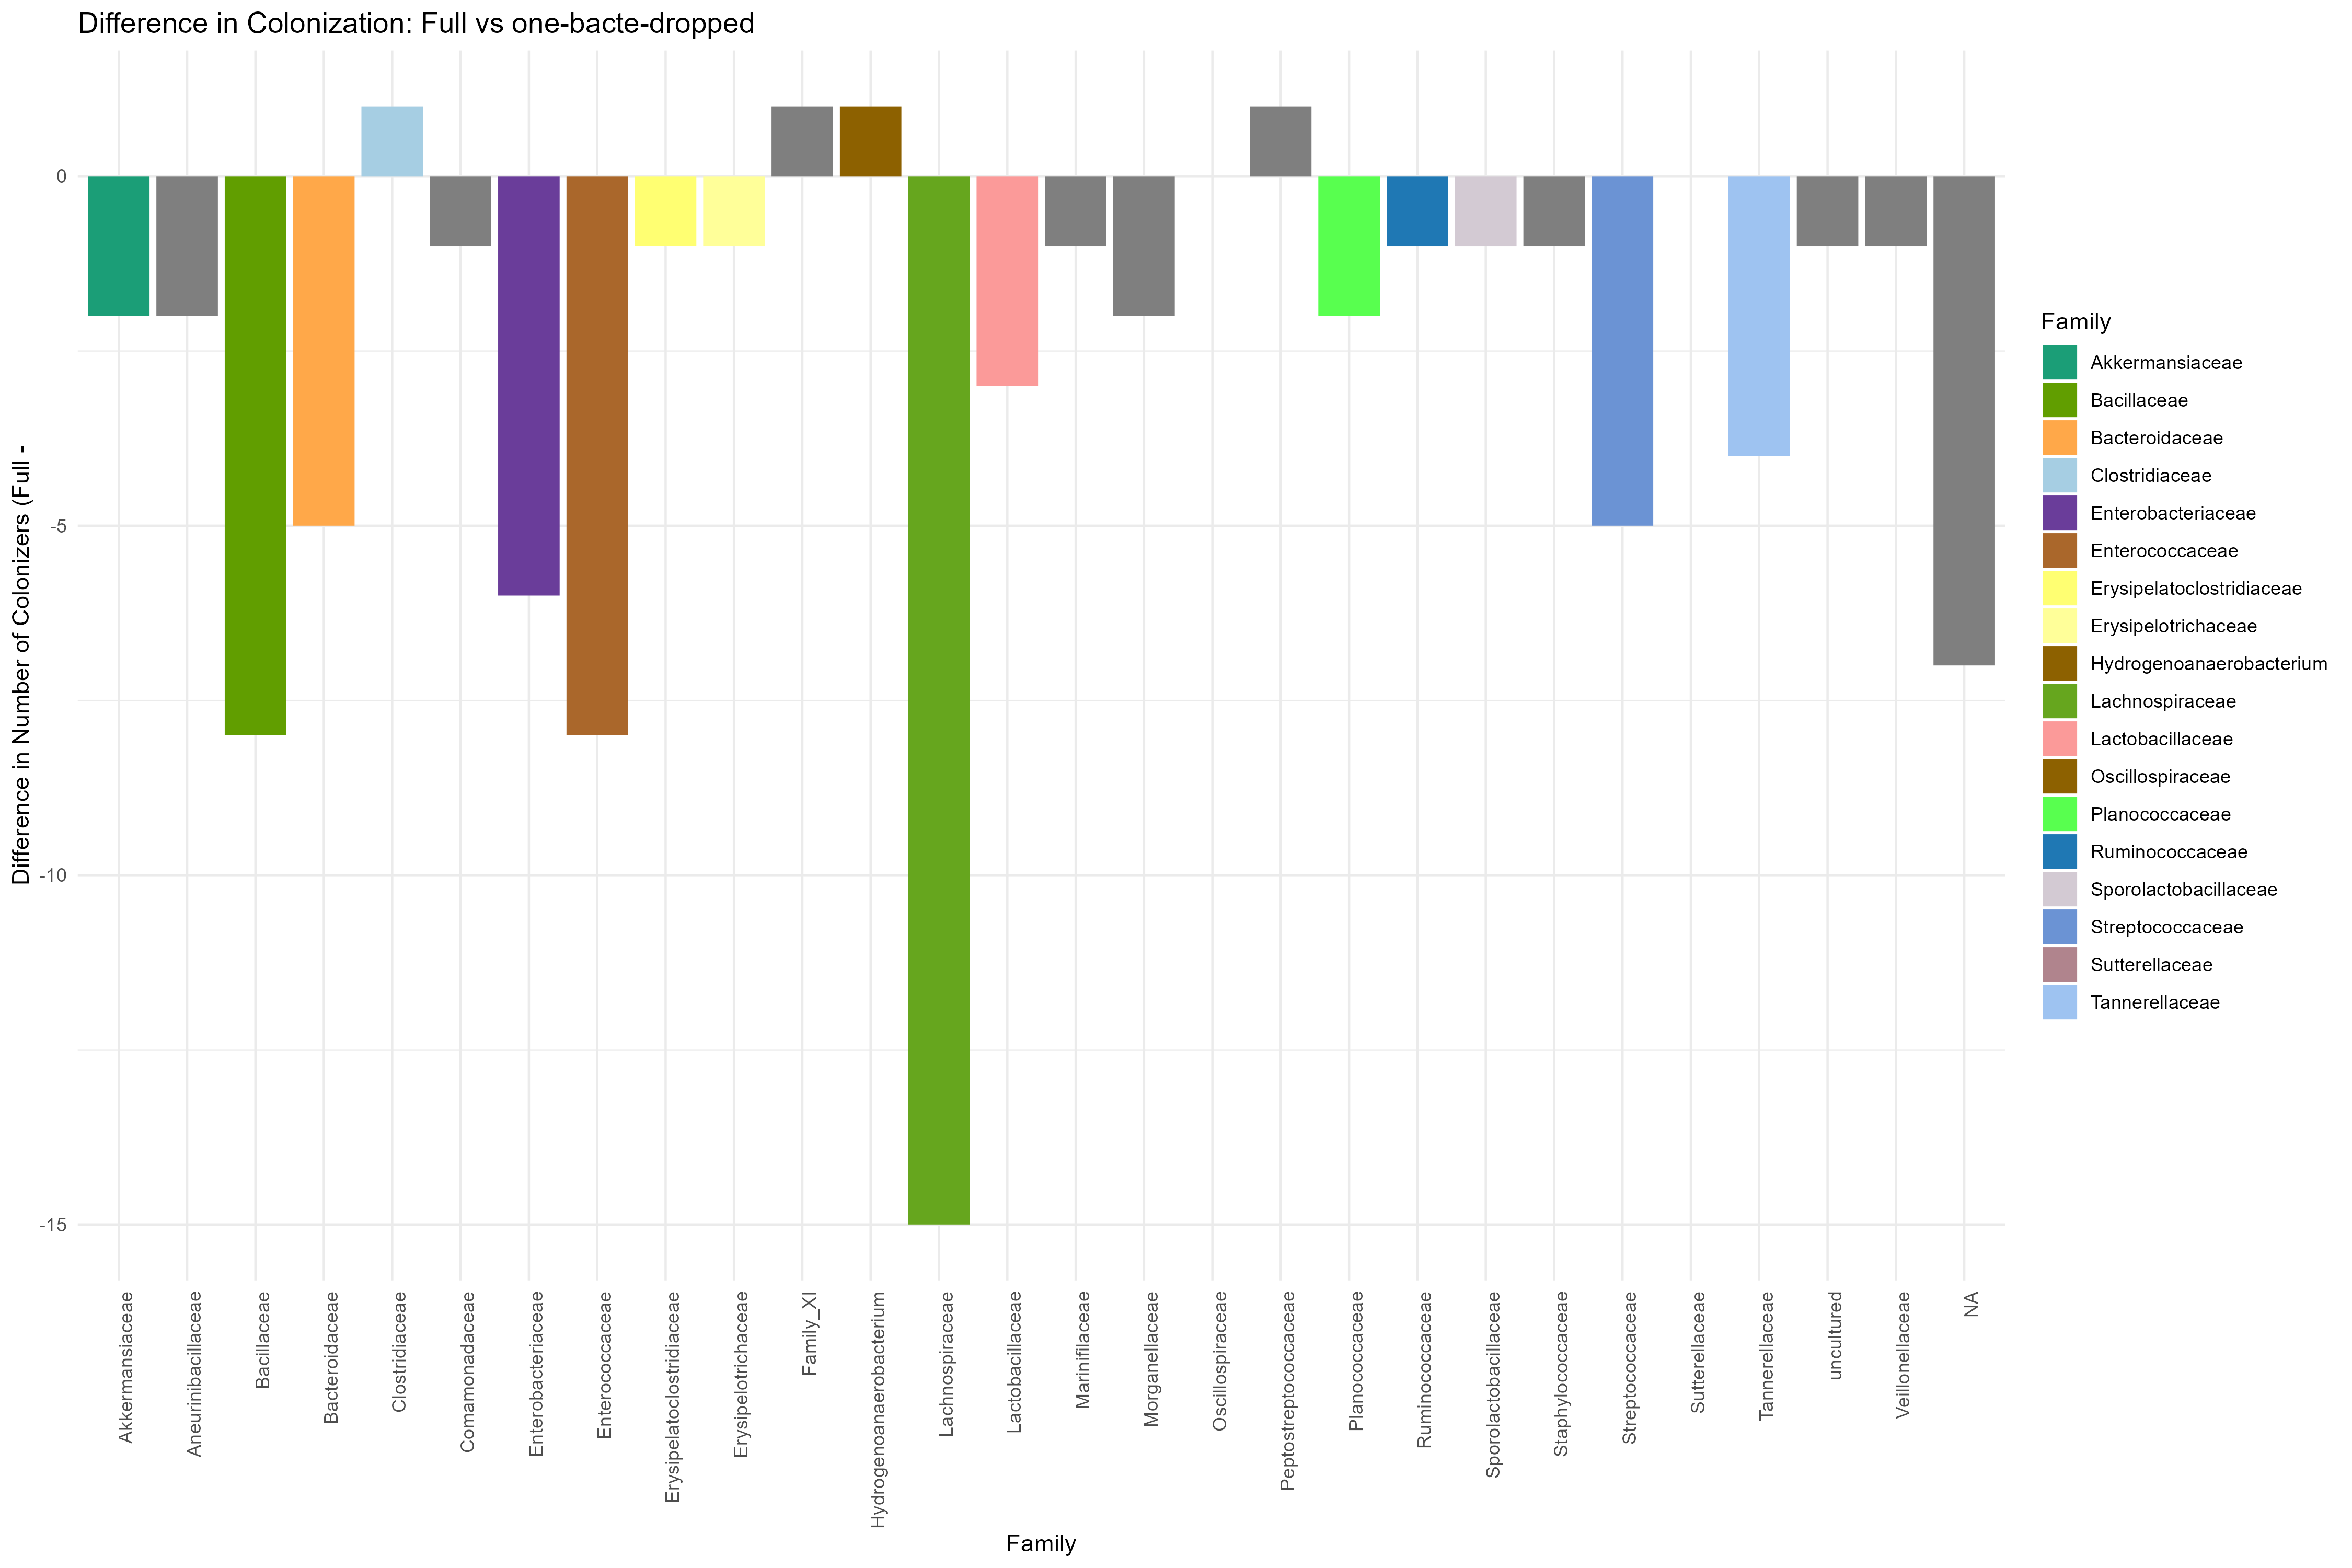 Difference in Colonization: Full vs one-bacte-dropped
Difference in Number of Colonizers (Full -
0
-5
-10
-15
Akkermansiaceae
Aneurinibacillaceae
Bacillaceae
Bacteroidaceae
Clostridiaceae
Comamonadaceae
Enterobacteriaceae
Enterococcaceae
Erysipelatoclostridiaceae
Erysipelotrichaceae
Family_XI
Hydrogenoanaerobacterium
Lachnospiraceae
Lactobacillaceae
Marinifilaceae
Morganellaceae
Oscillospiraceae
Peptostreptococcaceae
Planococcaceae
Ruminococcaceae
Sporolactobacillaceae
Staphylococcaceae
Streptococcaceae
Sutterellaceae
Tannerellaceae
uncultured
Veillonellaceae
NA
Family
Family
Akkermansiaceae
Bacillaceae
Bacteroidaceae
Clostridiaceae
Enterobacteriaceae
Enterococcaceae
Erysipelatoclostridiaceae
Erysipelotrichaceae
Hydrogenoanaerobacterium
Lachnospiraceae
Lactobacillaceae
Oscillospiraceae
Planococcaceae
Ruminococcaceae
Sporolactobacillaceae
Streptococcaceae
Sutterellaceae
Tannerellaceae